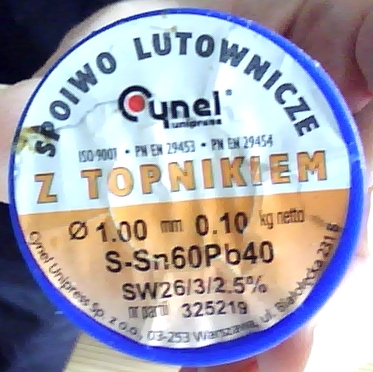 SPOIWO LUTOWNICZE
Cynel
unipress
ISO-9001 • PN EN 29453 • PN EN 29454
Z TOPNIKIEM
Ø 1.00 mm 0.10 kg netto
S-Sn60Pb40
SW26/3/2.5%
nr partii 325219
Cynel Unipress Sp. z o.o. 03-253 Warszawa, ul. Białołęcka 231 B